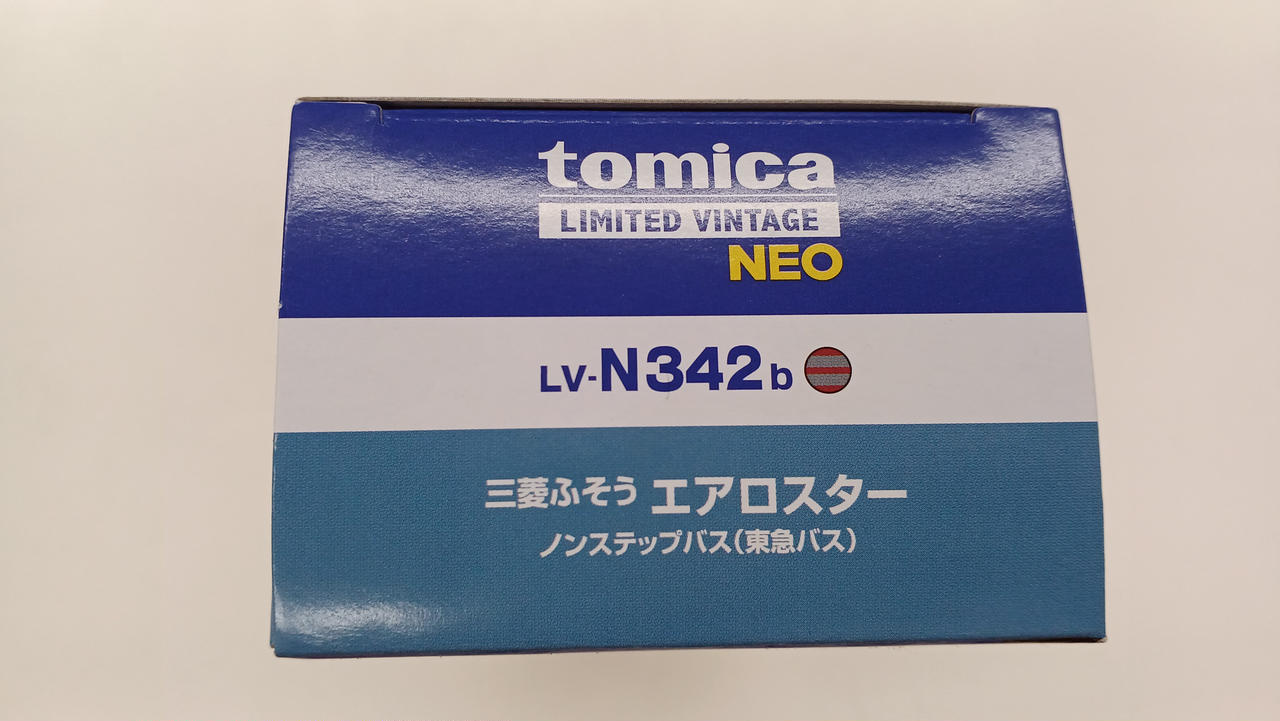 tomica
LIMITED VINTAGE
NEO
LV-N342b
三菱ふそう エアロスター
ノンステップバス(東急バス)